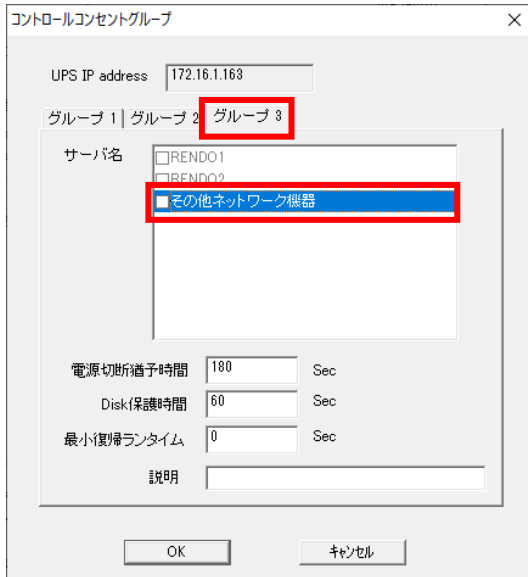 コントロールコンセントグループ
UPS IP address 172.16.1.163
グループ 1 グループ 2 グループ 3
サーバ名
RENDO1
RENDO2
その他ネットワーク機器
電源切断猶予時間 180 Sec
Disk保護時間 60 Sec
最小復帰ランタイム 0 Sec
説明
OK キャンセル